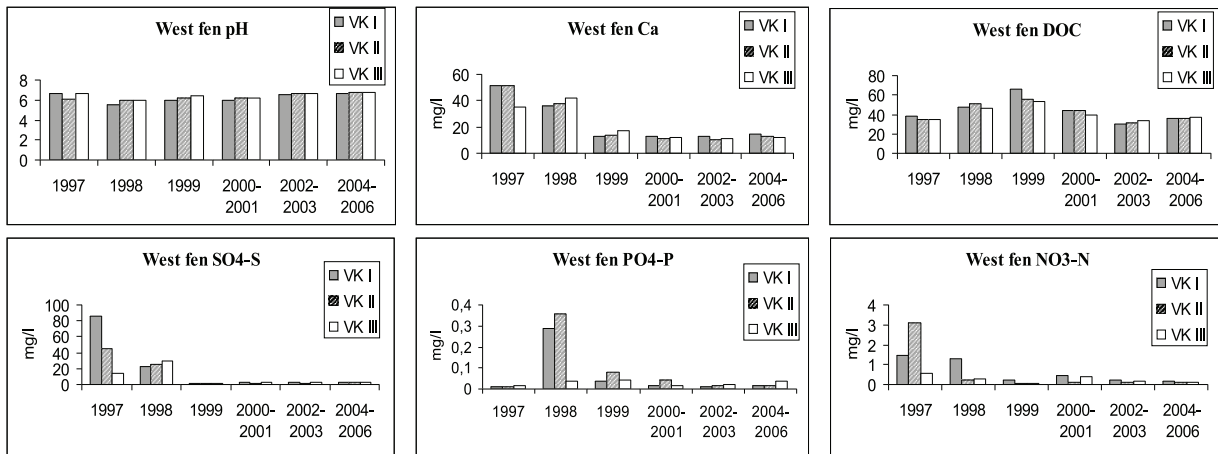 West fen pH
VK I
VK II
VK III
8
6
4
2
0
1997 1998 1999 2000- 2002- 2004-
2001 2003 2006
West fen Ca
VK I
VK II
VK III
mg/l
60
40
20
0
1997 1998 1999 2000- 2002- 2004-
2001 2003 2006
West fen DOC
VK I
VK II
VK III
mg/l
80
60
40
20
0
1997 1998 1999 2000- 2002- 2004-
2001 2003 2006
West fen SO4-S
VK I
VK II
VK III
mg/l
100
80
60
40
20
0
1997 1998 1999 2000- 2002- 2004-
2001 2003 2006
West fen PO4-P
VK I
VK II
VK III
mg/l
0,4
0,3
0,2
0,1
0
1997 1998 1999 2000- 2002- 2004-
2001 2003 2006
West fen NO3-N
VK I
VK II
VK III
mg/l
4
3
2
1
0
1997 1998 1999 2000- 2002- 2004-
2001 2003 2006